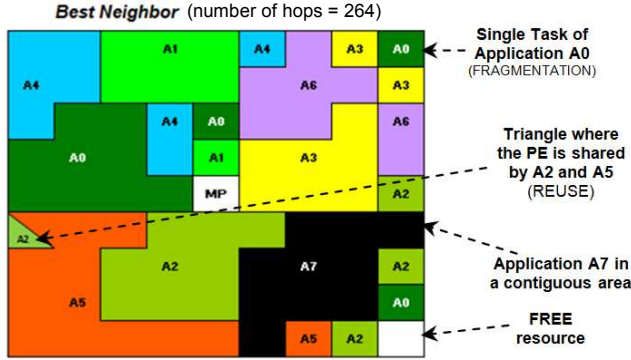 Best Neighbor (number of hops = 264)
A4 A1 A4 A6 A3 A0
A3
A4 A0 A6
A0 A1 A3
MP A2
A2
A2 A7 A2
A5 A0
A5 A2
Single Task of
Application A0
(FRAGMENTATION)
Triangle where
the PE is shared
by A2 and A5
(REUSE)
Application A7 in
a contiguous area
FREE
resource